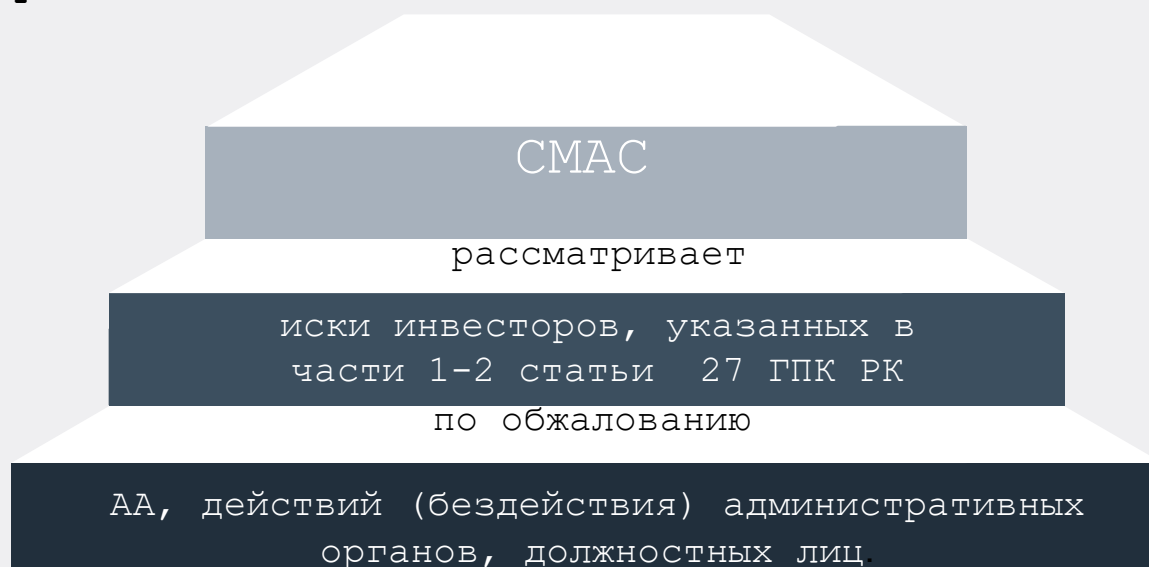 СМАС
рассматривает
иски инвесторов, указанных в
части 1-2 статьи 27 ГПК РК
по обжалованию
АА, действий (бездействия) административных
органов, должностных лиц.